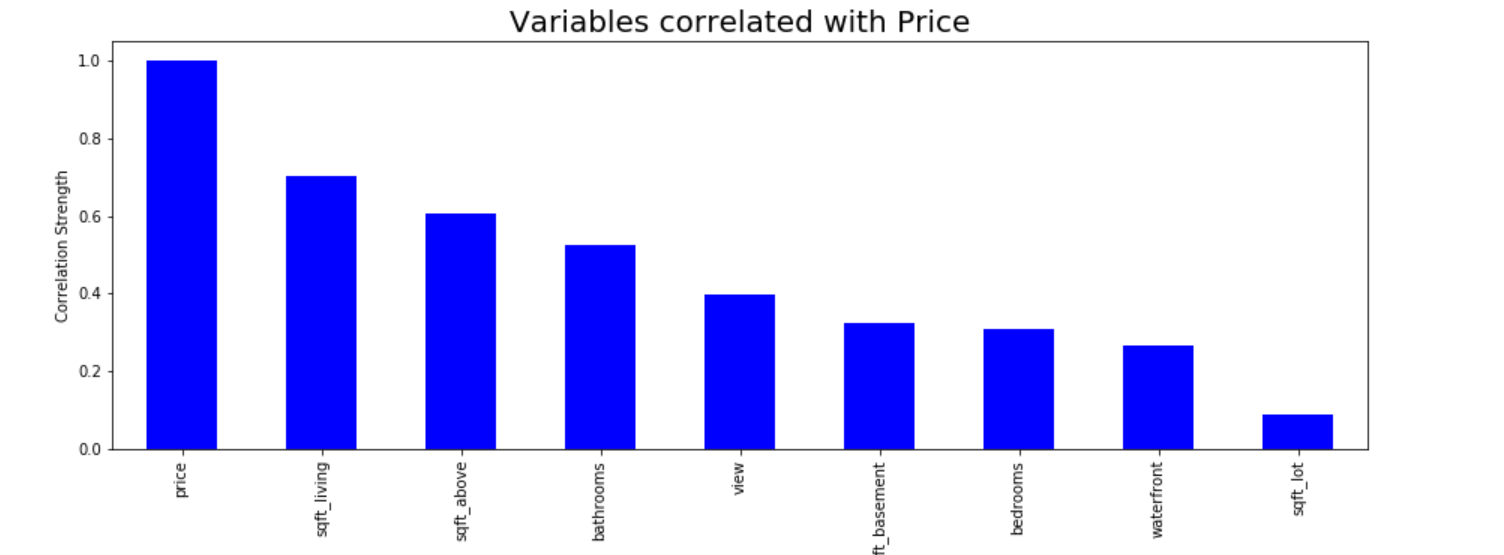 Variables correlated with Price
Correlation Strength
1.0
0.8
0.6
0.4
0.2
0.0
price
sqft_living
sqft_above
bathrooms
view
ft_basement
bedrooms
waterfront
sqft_lot